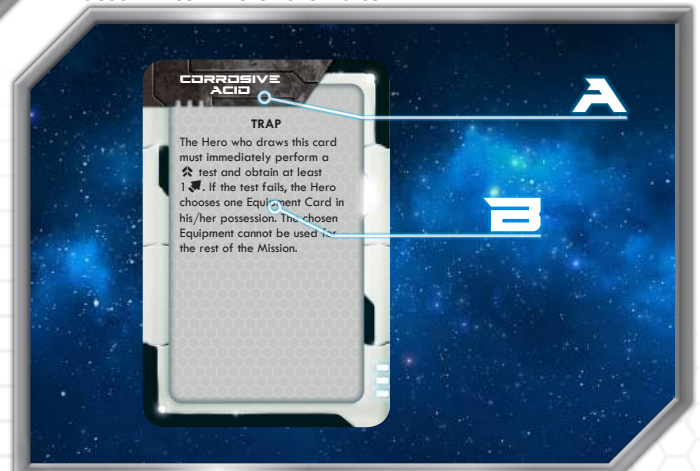 CORROSIVE
ACID
A
TRAP
The Hero who draws this card
must immediately perform a
test and obtain at least
1. If the test fails, the Hero
chooses one Equipment Card in
his/her possession. The chosen
Equipment cannot be used for
the rest of the Mission.
B